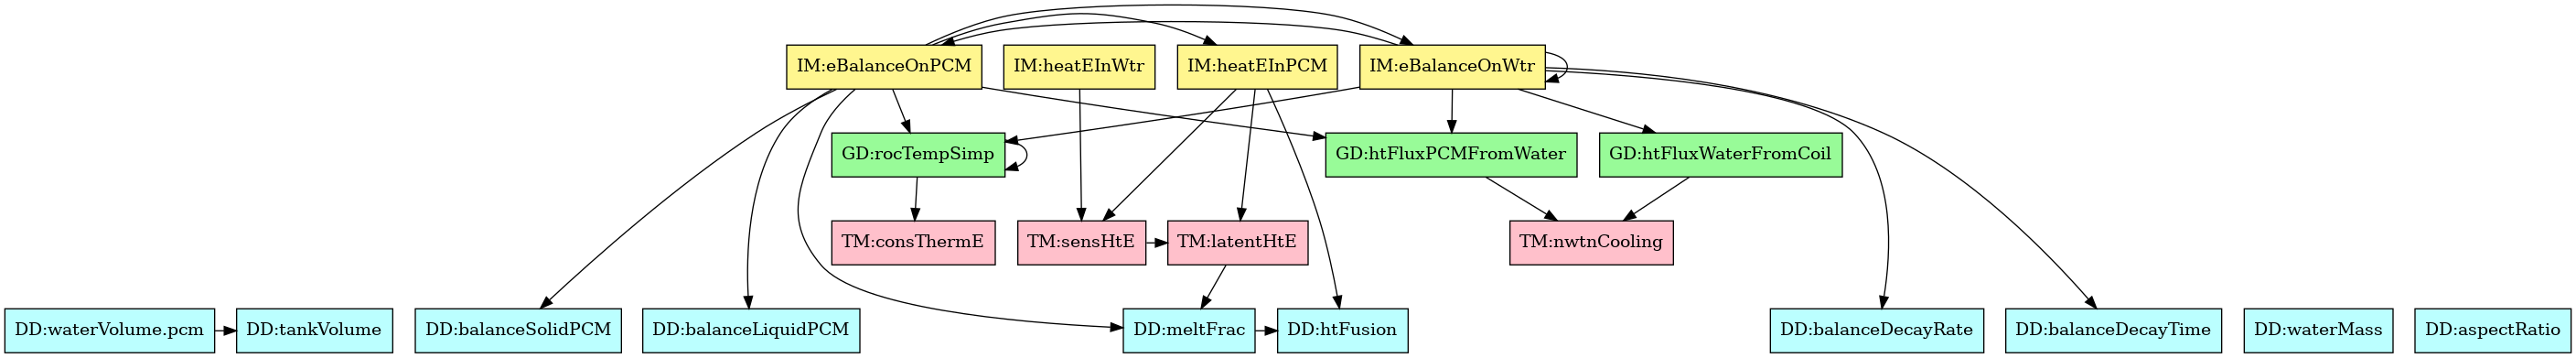 IM:eBalanceOnPCM
IM:heatEInWtr
IM:heatEInPCM
IM:eBalanceOnWtr
GD:rocTempSimp
GD:htFluxPCMFromWater
GD:htFluxWaterFromCoil
TM:consThermE
TM:sensHtE
TM:latentHtE
TM:nwtnCooling
DD:waterVolume.pcm
DD:tankVolume
DD:balanceSolidPCM
DD:balanceLiquidPCM
DD:meltFrac
DD:htFusion
DD:balanceDecayRate
DD:balanceDecayTime
DD:waterMass
DD:aspectRatio